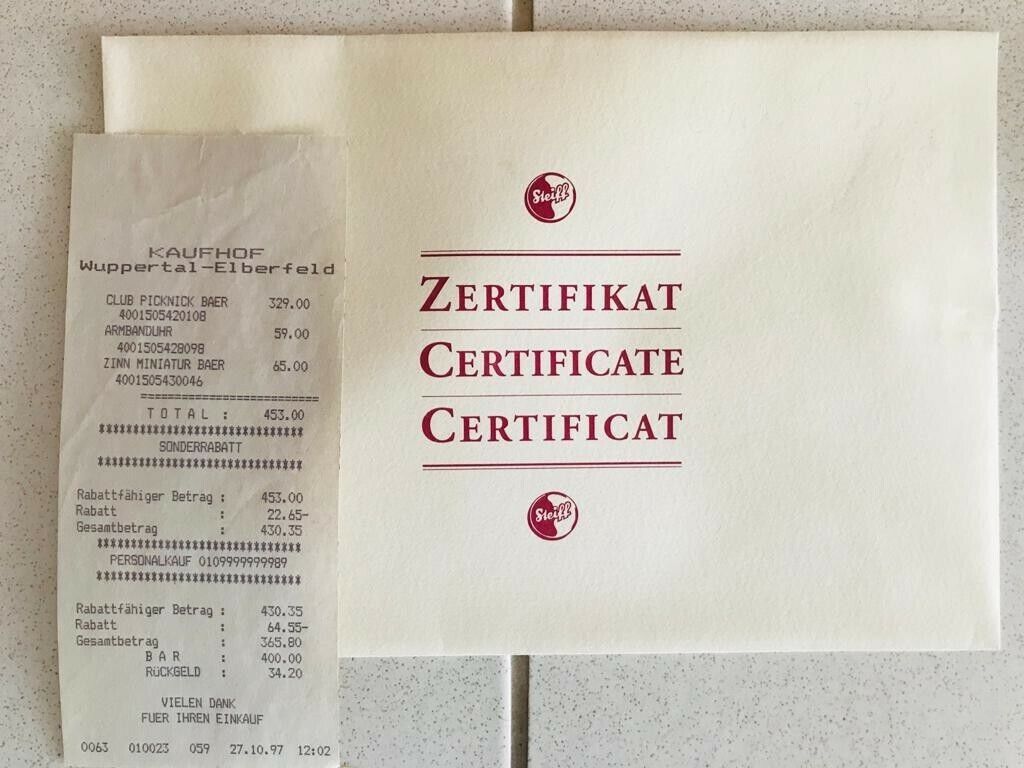 KAUFHOF
Wuppertal-Elberfeld
CLUB PICKNICK BAER 329.00
4001505420108
ARMBANDUHR 59.00
4001505428098
ZINN MINIATUR BAER 65.00
4001505430046
===========================
T O T A L : 453.00
******************************
SONDERRABATT
******************************
Rabattfähiger Betrag : 453.00
Rabatt : 22.65-
Gesamtbetrag : 430.35
******************************
PERSONALKAUF 0109999999989
******************************
Rabattfähiger Betrag : 430.35
Rabatt : 64.55-
Gesamtbetrag : 365.80
B A R : 400.00
RÜCKGELD : 34.20
VIELEN DANK
FUER IHREN EINKAUF
0063 010023 059 27.10.97 12:02
Steiff
ZERTIFIKAT
CERTIFICATE
CERTIFICAT
Steiff